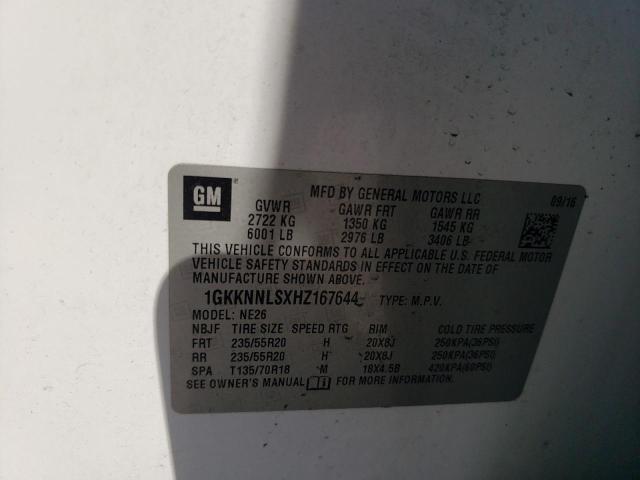 GM
MFD BY GENERAL MOTORS LLC 09/16
GVWR GAWR FRT GAWR RR
2722 KG 1350 KG 1545 KG
6001 LB 2976 LB 3406 LB
THIS VEHICLE CONFORMS TO ALL APPLICABLE U.S. FEDERAL MOTOR
VEHICLE SAFETY STANDARDS IN EFFECT ON THE DATE OF
MANUFACTURE SHOWN ABOVE.
1GKKNNLSXHZ167644 TYPE: M.P.V.
MODEL: NE26
NBJF TIRE SIZE SPEED RTG RIM COLD TIRE PRESSURE
FRT 235/55R20 H 20X8J 250KPA(36PSI)
RR 235/55R20 H 20X8J 250KPA(36PSI)
SPA T135/70R18 M 18X4.5B 420KPA(60PSI)
SEE OWNER'S MANUAL FOR MORE INFORMATION.